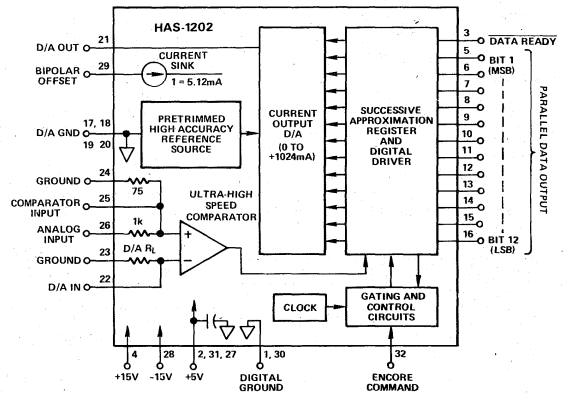 HAS-1202
D/A OUT 21
BIPOLAR OFFSET 29
CURRENT SINK
1 = 5.12mA
D/A GND 17, 18
19 20
PRETRIMMED
HIGH ACCURACY
REFERENCE
SOURCE
CURRENT
OUTPUT
D/A
(0 TO
+1024mA)
SUCCESSIVE
APPROXIMATION
REGISTER
AND
DIGITAL
DRIVER
3 DATA READY
5 BIT 1
(MSB)
6
7
8
9
10
11
12
13
14
15
16 BIT 12
(LSB)
PARALLEL DATA OUTPUT
GROUND 24
75
COMPARATOR INPUT 25
ULTRA-HIGH
SPEED
COMPARATOR
ANALOG INPUT 26
1k
+
GROUND 23
D/A RL
−
D/A IN 22
CLOCK
GATING AND
CONTROL
CIRCUITS
4
+15V
28
-15V
2, 31, 27
+5V
1, 30
DIGITAL
GROUND
32
ENCORE
COMMAND